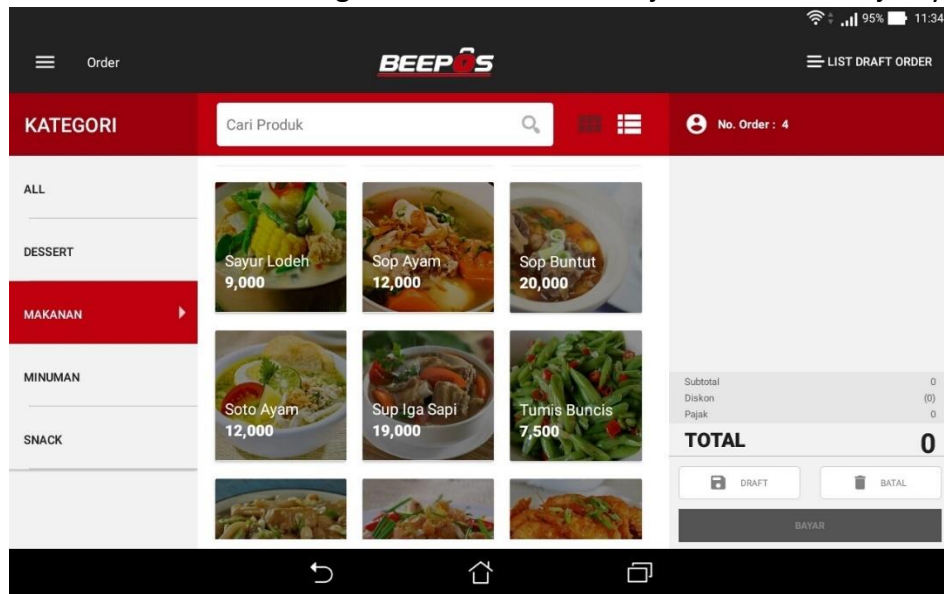 95% 11:34
Order
BEEPOS
LIST DRAFT ORDER
KATEGORI
Cari Produk
No. Order : 4
ALL
DESSERT
MAKANAN
MINUMAN
SNACK
Sayur Lodeh
9,000
Sop Ayam
12,000
Sop Buntut
20,000
Soto Ayam
12,000
Sup Iga Sapi
19,000
Tumis Buncis
7,500
Subtotal 0
Diskon (0)
Pajak 0
TOTAL 0
DRAFT
BATAL
BAYAR